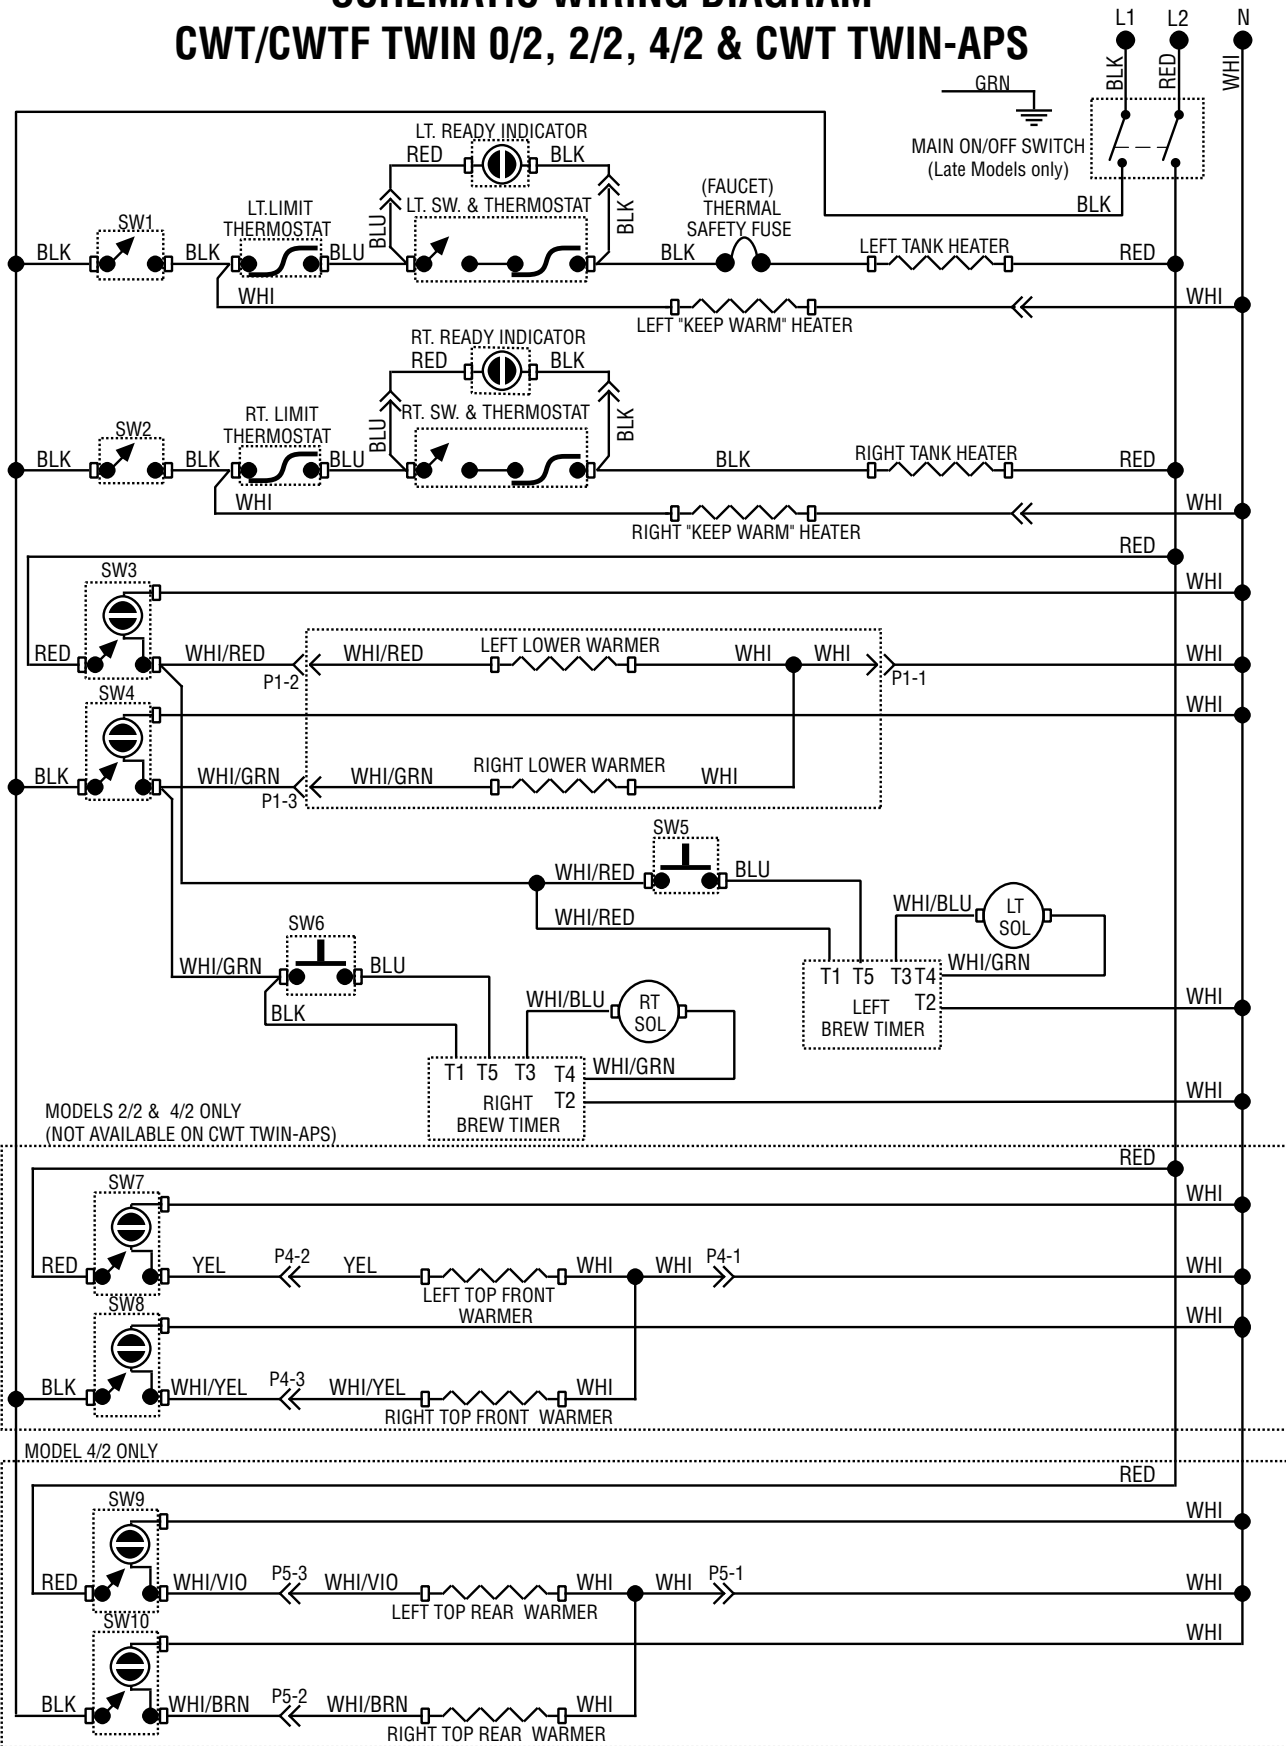 SCHEMATIC WIRING DIAGRAM
CWT/CWTF TWIN 0/2, 2/2, 4/2 & CWT TWIN-APS
L1 L2 N
BLK RED WHI
GRN
MAIN ON/OFF SWITCH
(Late Models only)
BLK
LT. READY INDICATOR
RED BLK
(FAUCET)
THERMAL
SAFETY FUSE
SW1
LT.LIMIT
THERMOSTAT
BLU
LT. SW. & THERMOSTAT
BLK
BLK BLK BLU BLK
LEFT TANK HEATER
RED
WHI WHI
LEFT "KEEP WARM" HEATER
RT. READY INDICATOR
RED BLK
SW2
RT. LIMIT
THERMOSTAT
BLU
RT. SW. & THERMOSTAT
BLK
BLK BLK BLU BLK
RIGHT TANK HEATER
RED
WHI WHI
RIGHT "KEEP WARM" HEATER
RED
SW3
WHI
RED WHI/RED WHI/RED LEFT LOWER WARMER WHI WHI WHI
P1-2 P1-1
SW4
WHI
BLK WHI/GRN WHI/GRN RIGHT LOWER WARMER WHI
P1-3
SW5
WHI/RED BLU
WHI/RED
WHI/BLU LT
SOL
SW6
WHI/GRN BLU
BLK
T1 T5 T3 T4 WHI/GRN
T2 WHI
LEFT
BREW TIMER
WHI/BLU RT
SOL
T1 T5 T3 T4 WHI/GRN
T2 WHI
RIGHT
BREW TIMER
MODELS 2/2 & 4/2 ONLY
(NOT AVAILABLE ON CWT TWIN-APS)
RED
SW7
WHI
RED YEL P4-2 YEL WHI WHI P4-1 WHI
LEFT TOP FRONT
WARMER
SW8
WHI
BLK WHI/YEL P4-3 WHI/YEL WHI
RIGHT TOP FRONT WARMER
MODEL 4/2 ONLY
RED
SW9
WHI
RED WHI/VIO P5-3 WHI/VIO WHI WHI P5-1 WHI
LEFT TOP REAR WARMER
SW10
WHI
BLK WHI/BRN P5-2 WHI/BRN WHI
RIGHT TOP REAR WARMER